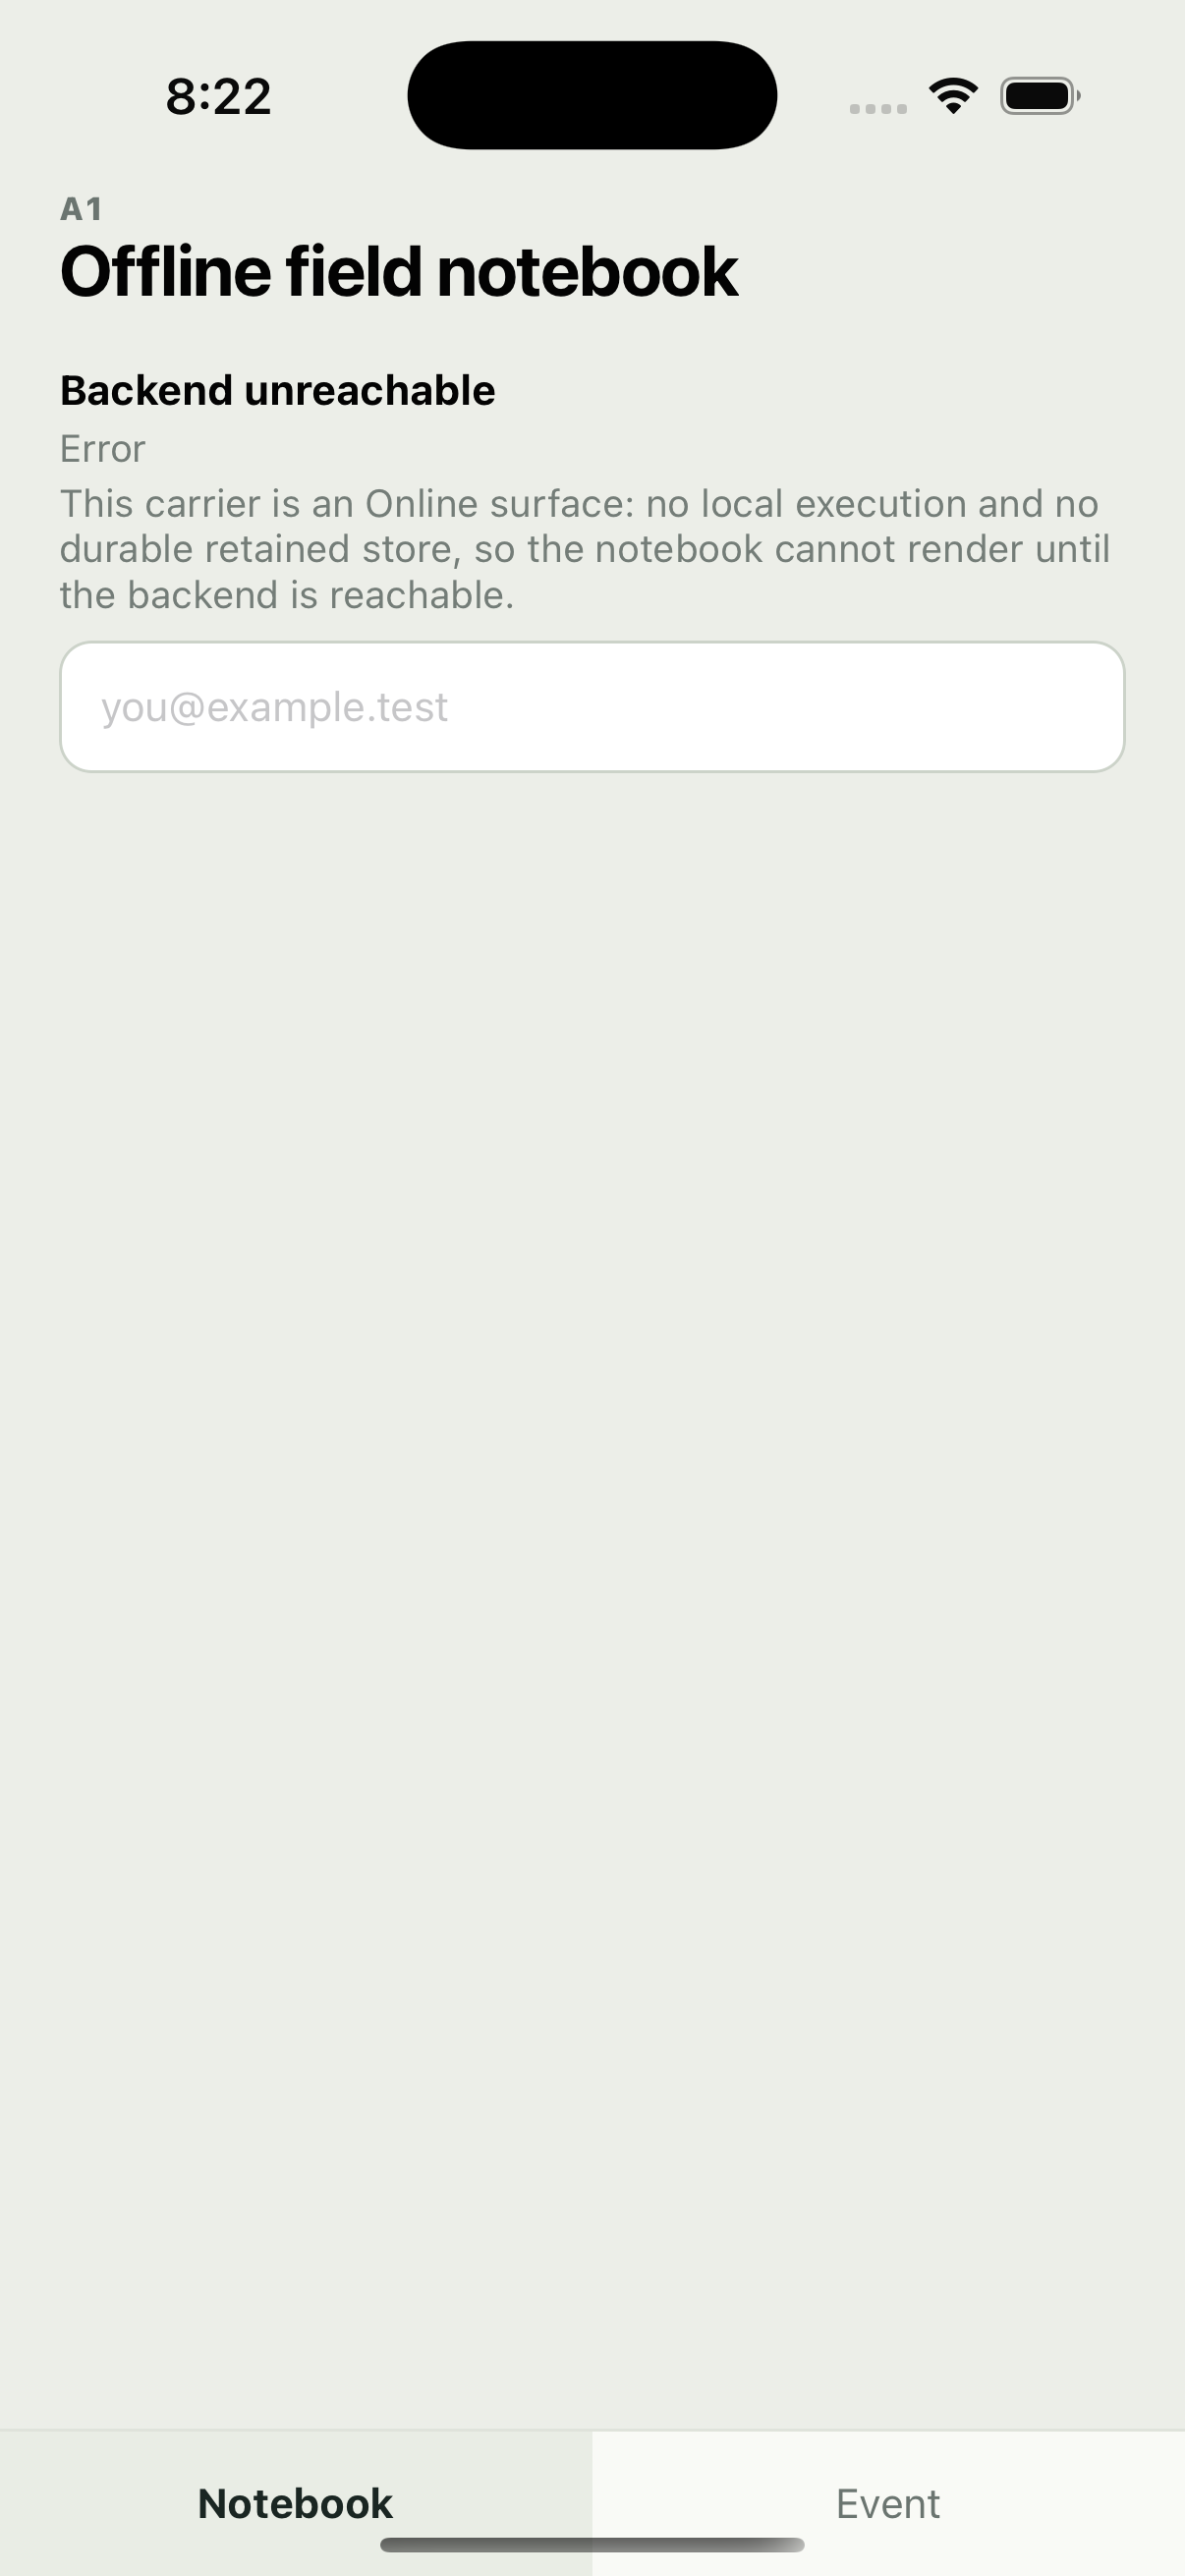 8:22
A1
Offline field notebook
Backend unreachable
Error
This carrier is an Online surface: no local execution and no
durable retained store, so the notebook cannot render until
the backend is reachable.
you@example.test
Notebook
Event